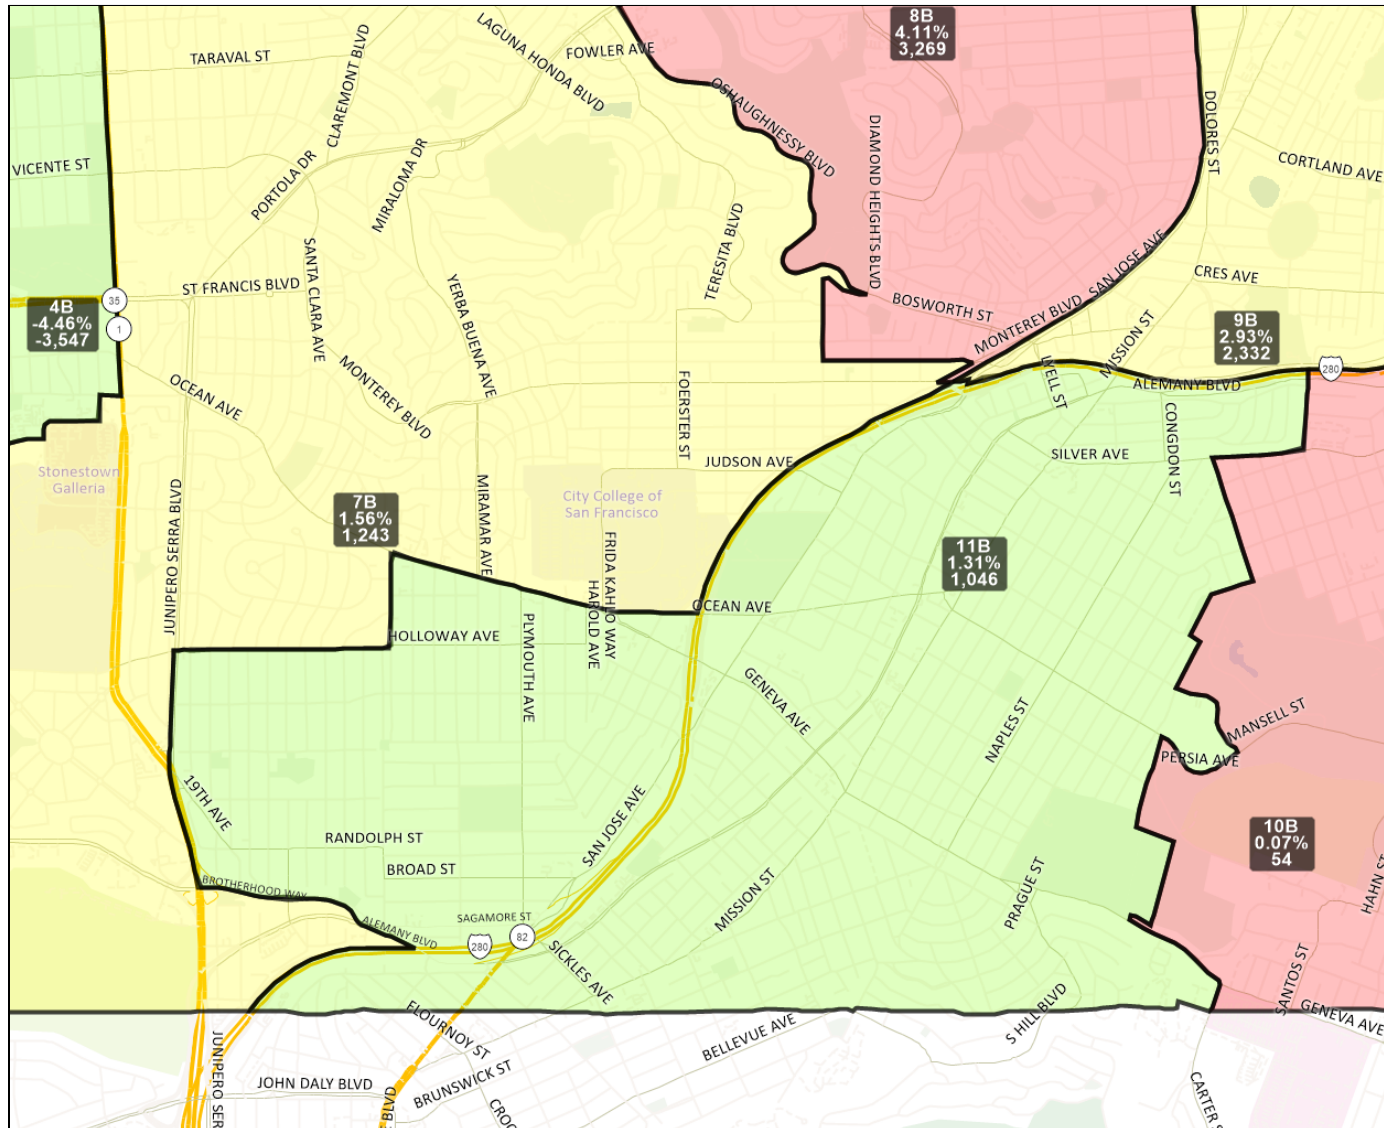 8B
4.11%
3,269
LAGUNA HONDA BLVD
FOWLER AVE
TARAVAL ST
CLAREMONT BLVD
OSHAUGHNESSY BLVD
DOLORES ST
DIAMOND HEIGHTS BLVD
CORTLAND AVE
VICENTE ST
PORTOLA DR
MIRALOMA DR
TERESITA BLVD
SAN JOSE AVE
SANTA CLARA AVE
CRES AVE
ST FRANCIS BLVD
YERBA BUENA AVE
BOSWORTH ST
35
4B
-4.46%
-3,547
1
MONTEREY BLVD
MISSION ST
9B
2.93%
2,332
LYELL ST
280
OCEAN AVE
MONTEREY BLVD
FOERSTER ST
ALEMANY BLVD
CONGDON ST
SILVER AVE
JUDSON AVE
Stonestown
Galleria
JUNIPERO SERRA BLVD
7B
1.56%
1,243
MIRAMAR AVE
City College of
San Francisco
FRIDA KAHLO WAY
HAROLD AVE
11B
1.31%
1,046
OCEAN AVE
HOLLOWAY AVE
PLYMOUTH AVE
GENEVA AVE
NAPLES ST
MANSELL ST
PERSIA AVE
19TH AVE
SAN JOSE AVE
RANDOLPH ST
BROAD ST
10B
0.07%
54
HAHN ST
BROTHERHOOD WAY
MISSION ST
PRAGUE ST
SAGAMORE ST
ALEMANY BLVD
280
82
SICKLES AVE
SANTOS ST
S HILL BLVD
GENEVA AVE
FLOURNOY ST
BELLEVUE AVE
JUNIPERO SER
JOHN DALY BLVD
BRUNSWICK ST
BLVD
CROC
CARTER S